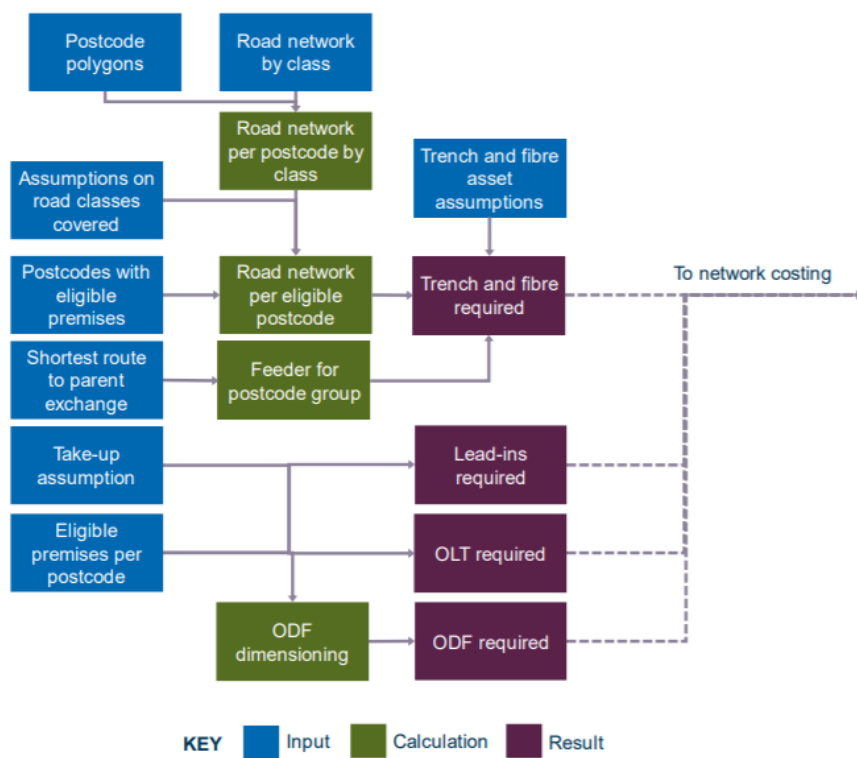 Postcode
polygons
Road network
by class
Road network
per postcode by
class
Trench and fibre
asset
assumptions
Assumptions on
road classes
covered
Postcodes with
eligible
premises
Road network
per eligible
postcode
Trench and fibre
required
To network costing
Shortest route
to parent
exchange
Feeder for
postcode group
Take-up
assumption
Lead-ins
required
Eligible
premises per
postcode
OLT required
ODF
dimensioning
ODF required
KEY
Input
Calculation
Result